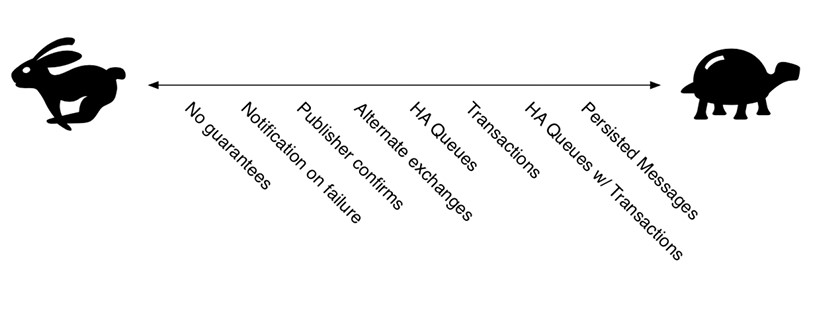 No guarantees
Notification on failure
Publisher confirms
Alternate exchanges
HA Queues
Transactions
HA Queues w/ Transactions
Persisted Messages